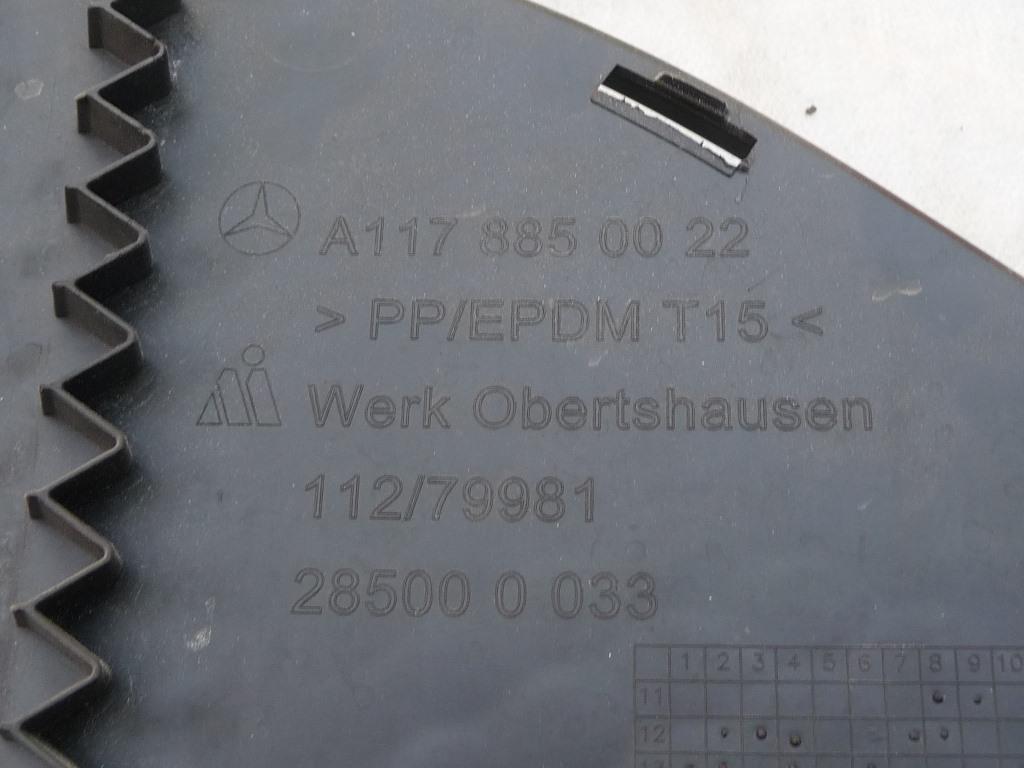 A117 885 00 22
> PP/EPDM T15 <
Werk Obertshausen
112/79981
28500 0 033
1 2 3 4 5 6 7 8 9 10
11
12
13